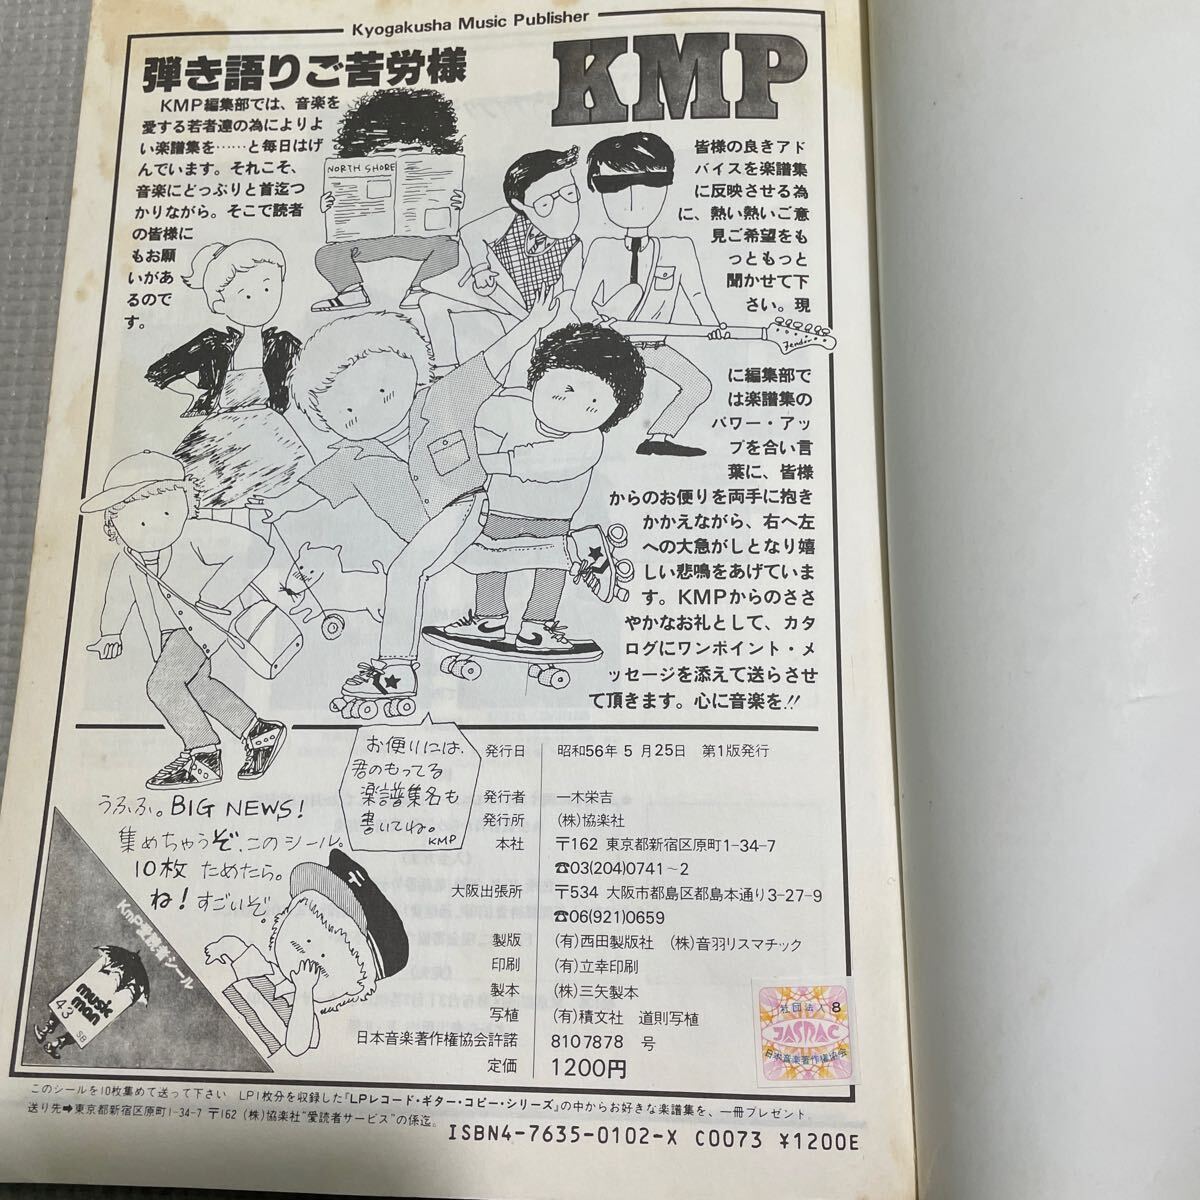 Kyogakusha Music Publisher
KMP
弾き語りご苦労様
KMP編集部では、音楽を
愛する若者達の為によりよ
い楽譜集を……と毎日はげ
んでいます。それこそ、
音楽にどっぷりと首迄つ
かりながら。そこで読者
の皆様に
もお願
いがあ
るので
す。
NORTH SHORE
皆様の良きアド
バイスを楽譜集
に反映させる為
に、熱い熱いご意
見ご希望をも
っともっと
聞かせて下
さい。現
Fender
に編集部で
は楽譜集の
パワー・アッ
プを合い言
葉に、皆様
からのお便りを両手に抱き
かかえながら、右へ左
への大急がしとなり嬉
しい悲鳴をあげていま
す。KMPからのささ
やかなお礼として、カタ
ログにワンポイント・メ
ッセージを添えて送らさせ
て頂きます。心に音楽を!!
お便りには、
君のもってる
楽譜集名も
書いてね。
KMP
うふふ。BIG NEWS!
集めちゃうぞ、このシール。
10枚 ためたら。
ね!すごいぞ。
KMP愛読者シール
musk
man
43
SB
発行日 昭和56年5月25日 第1版発行
発行者 一木栄吉
発行所 (株)協楽社
本社 〒162 東京都新宿区原町1-34-7
☎03(204)0741~2
大阪出張所 〒534 大阪市都島区都島本通り3-27-9
☎06(921)0659
製版 (有)西田製版社 (株)音羽リスマチック
印刷 (有)立幸印刷
製本 (株)三矢製本
写植 (有)積文社 道則写植
日本音楽著作権協会許諾 8107878 号
定価 1200円
社団法人 8
JASRAC
日本音楽著作権協会
このシールを10枚集めて送って下さい LP1枚分を収録した「LPレコード・ギター・コピー・シリーズ」の中からお好きな楽譜集を、一冊プレゼント。
送り先➡東京都新宿区原町1-34-7 〒162 (株)協楽社“愛読者サービス”の係迄。
ISBN4-7635-0102-X C0073 ¥1200E